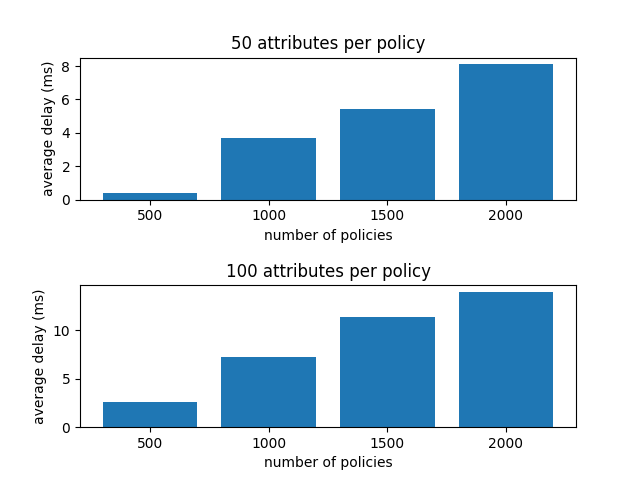 50 attributes per policy
average delay (ms)
8
6
4
2
0
500 1000 1500 2000
number of policies
100 attributes per policy
average delay (ms)
10
5
0
500 1000 1500 2000
number of policies